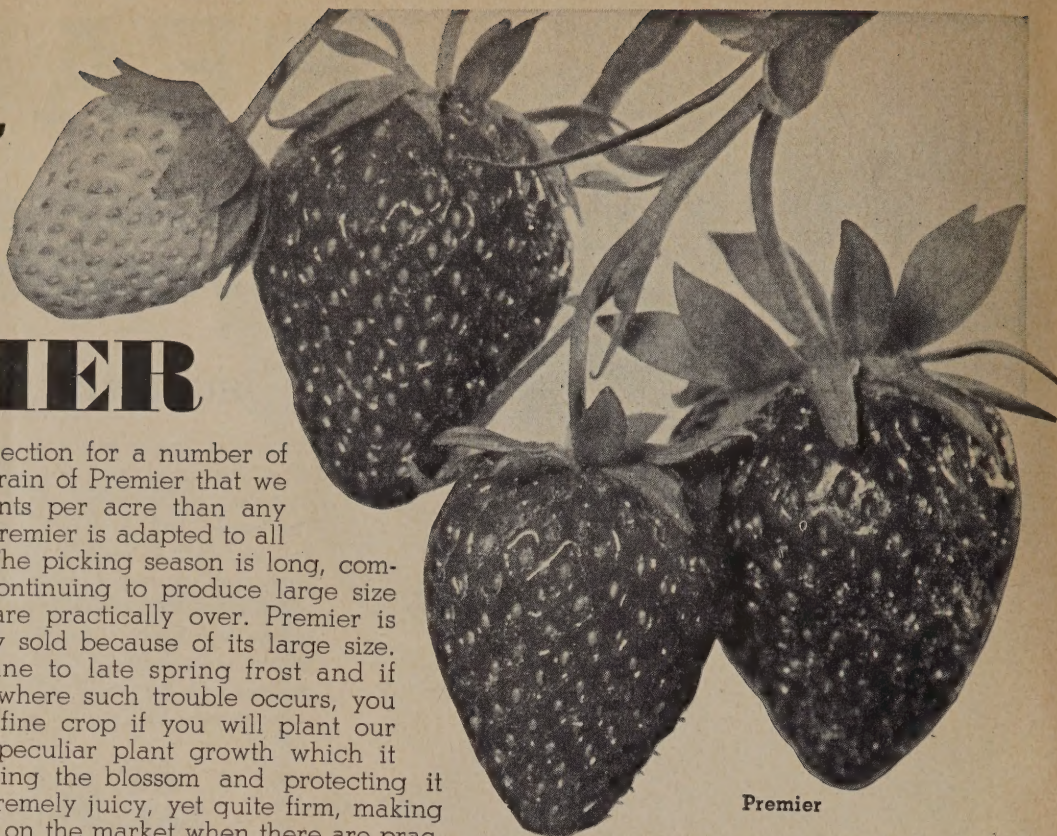 IER
ection for a number of
rain of Premier that we
nts per acre than any
remier is adapted to all
he picking season is long, com-
ontinuing to produce large size
are practically over. Premier is
y sold because of its large size.
ne to late spring frost and if
where such trouble occurs, you
fine crop if you will plant our
peculiar plant growth which it
ing the blossom and protecting it
remely juicy, yet quite firm, making
on the market when there are prac-
Premier